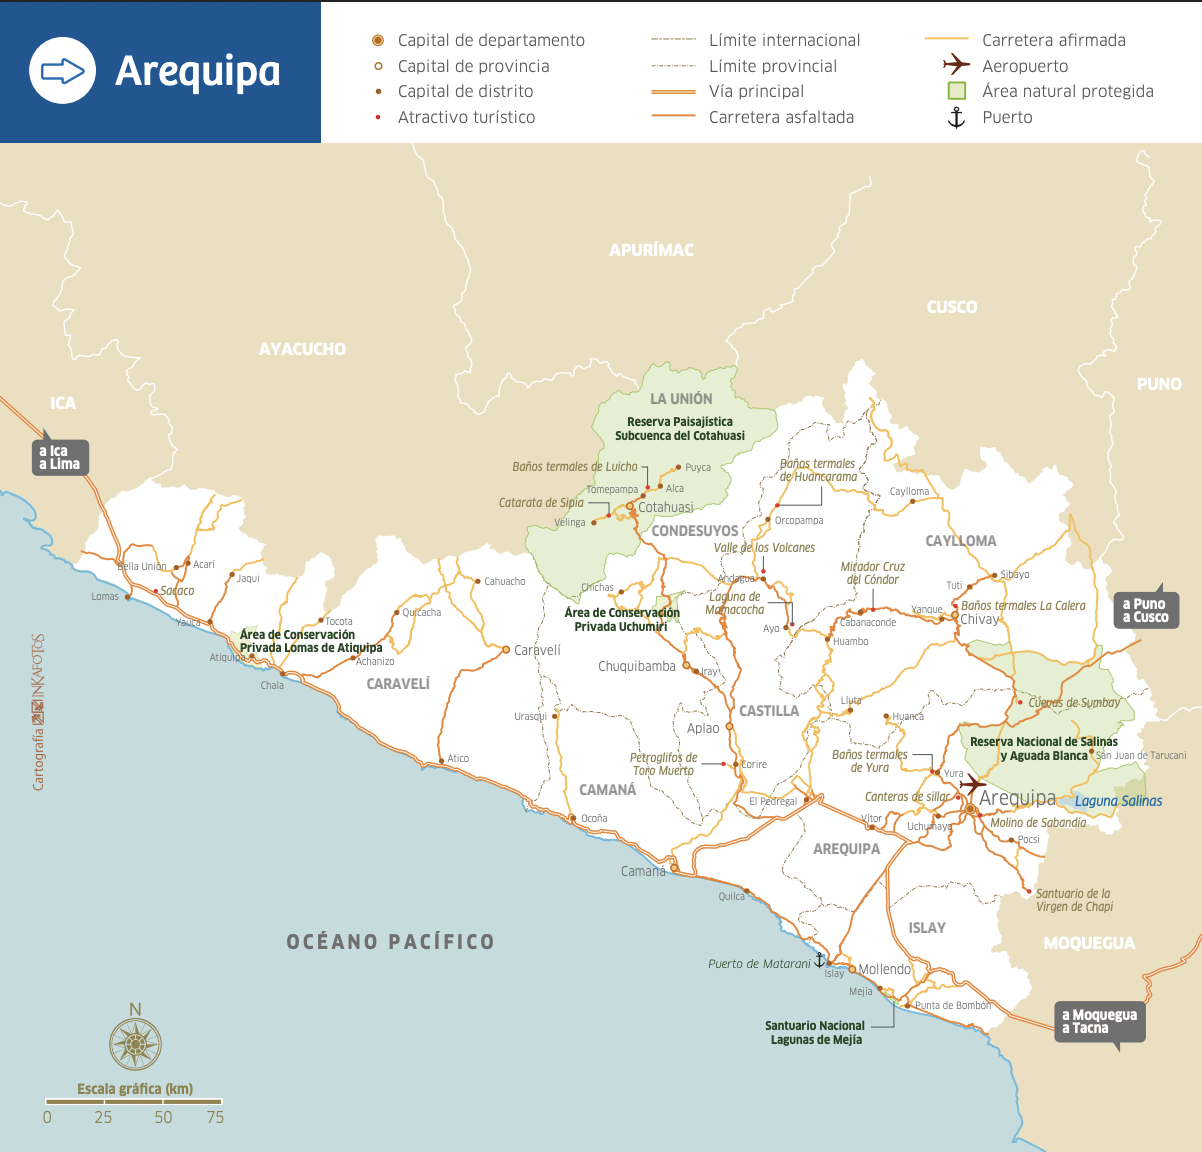 Arequipa
Capital de departamento
Capital de provincia
Capital de distrito
Atractivo turístico
Límite internacional
Límite provincial
Vía principal
Carretera asfaltada
Carretera afirmada
Aeropuerto
Área natural protegida
Puerto
APURÍMAC
CUSCO
AYACUCHO
PUNO
ICA
a Ica
a Lima
LA UNIÓN
Reserva Paisajística
Subcuenca del Cotahuasi
Baños termales de Luicho
Puyca
Tomepampa
Alca
Catarata de Sipia
Cotahuasi
Velinga
Baños termales
de Huancarama
Orcopampa
CONDESUYOS
Valle de los Volcanes
Andagua
Caylloma
CAYLLOMA
Mirador Cruz
del Cóndor
Tuti
Sibayo
Laguna de
Mamacocha
Cabanaconde
Yanque
Baños termales La Calera
Chivay
Ayo
Huambo
a Puno
a Cusco
Bella Unión
Acarí
Jaqui
Lomas
Sacaco
Yauca
Tocota
Quicacha
Cahuacho
Chichas
Área de Conservación
Privada Uchumiri
Área de Conservación
Privada Lomas de Atiquipa
Atiquipa
Achanizo
Chala
Caravelí
CARAVELÍ
Chuquibamba
Iray
Urasqui
Aplao
CASTILLA
Lluta
Huanca
Cuevas de Sumbay
Reserva Nacional de Salinas
y Aguada Blanca
San Juan de Tarucani
Atico
Petroglifos de
Toro Muerto
Corire
Baños termales
de Yura
Yura
CAMANÁ
El Pedregal
Canteras de sillar
Arequipa
Laguna Salinas
Ocoña
Vitor
Uchumayo
Molino de Sabandía
Pocsi
AREQUIPA
Camaná
Quilca
Santuario de la
Virgen de Chapi
ISLAY
MOQUEGUA
OCÉANO PACÍFICO
Puerto de Matarani
Islay
Mollendo
Mejía
Punta de Bombón
a Moquegua
a Tacna
Santuario Nacional
Lagunas de Mejía
Cartografía INKAFOTOS
N
Escala gráfica (km)
0 25 50 75